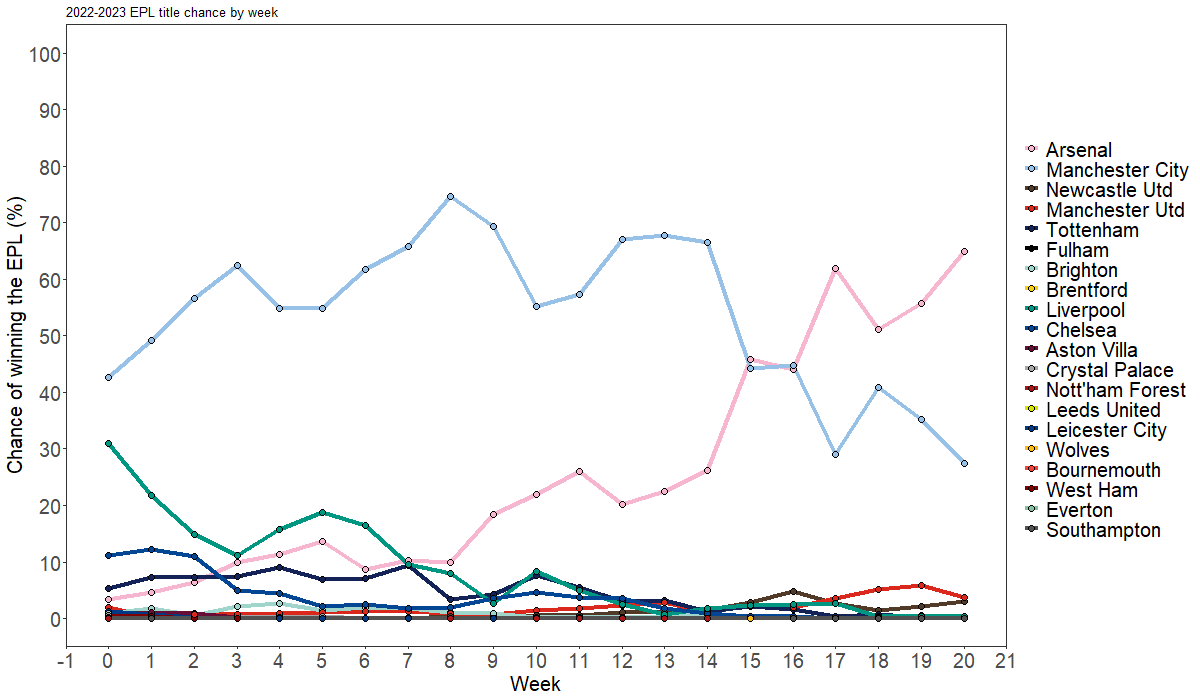 2022-2023 EPL title chance by week
Chance of winning the EPL (%)
100
90
80
70
60
50
40
30
20
10
0
-1 0 1 2 3 4 5 6 7 8 9 10 11 12 13 14 15 16 17 18 19 20 21
Week
Arsenal
Manchester City
Newcastle Utd
Manchester Utd
Tottenham
Fulham
Brighton
Brentford
Liverpool
Chelsea
Aston Villa
Crystal Palace
Nott'ham Forest
Leeds United
Leicester City
Wolves
Bournemouth
West Ham
Everton
Southampton